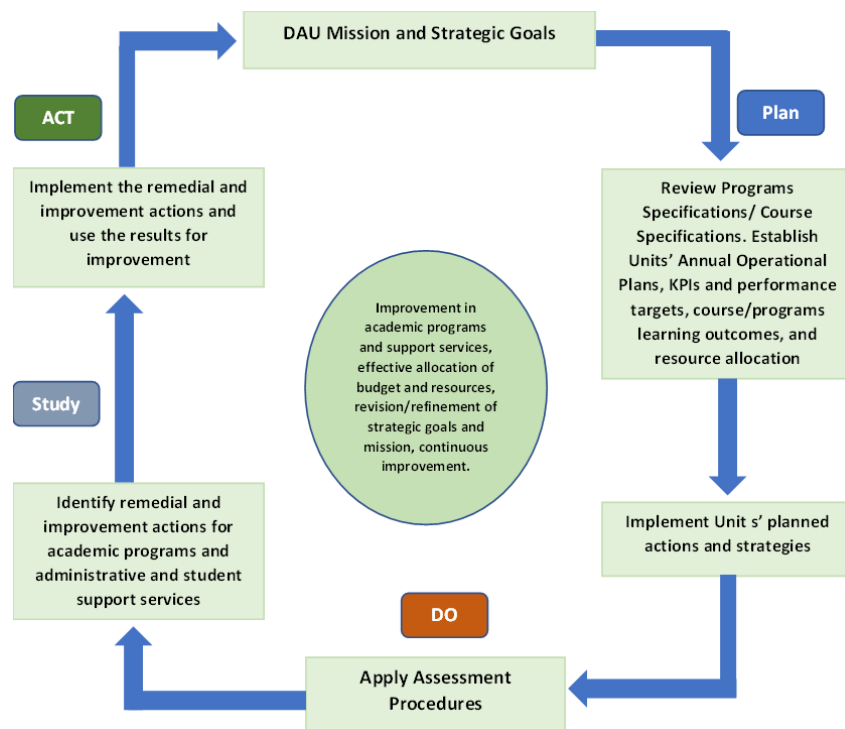 DAU Mission and Strategic Goals
ACT
Plan
Implement the remedial and
improvement actions and
use the results for
improvement
Review Programs
Specifications/ Course
Specifications. Establish
Units’ Annual Operational
Plans, KPIs and performance
targets, course/programs
learning outcomes, and
resource allocation
Improvement in
academic programs
and support services,
effective allocation of
budget and resources,
revision/refinement of
strategic goals and
mission, continuous
improvement.
Study
Identify remedial and
improvement actions for
academic programs and
administrative and student
support services
Implement Unit s’ planned
actions and strategies
DO
Apply Assessment
Procedures